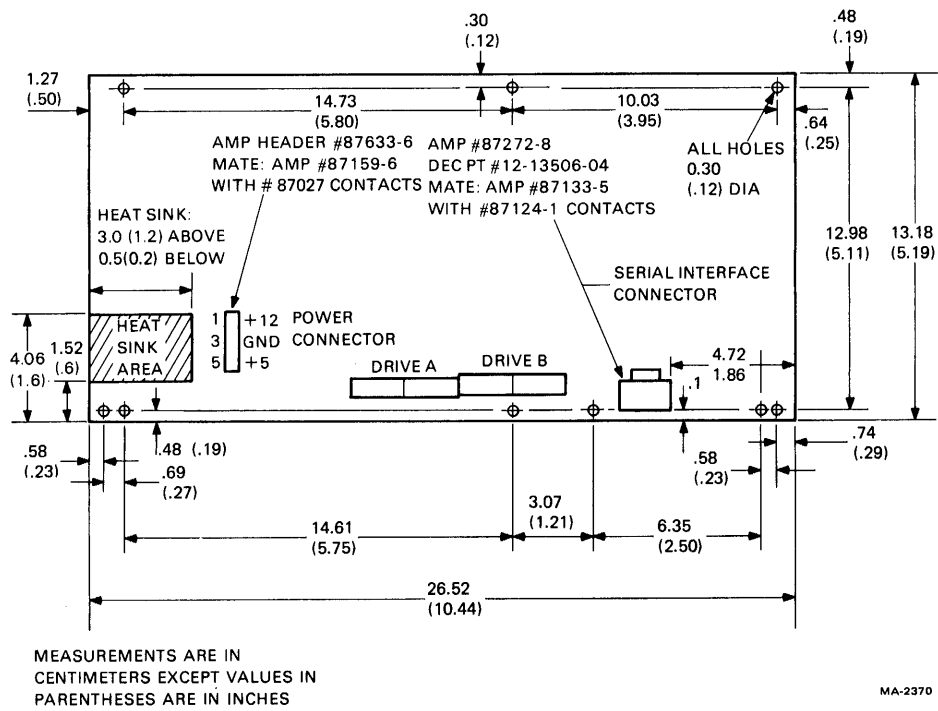 .30
(.12)
.48
(.19)
1.27
(.50)
14.73
(5.80)
10.03
(3.95)
.64
(.25)
AMP HEADER #87633-6
MATE: AMP #87159-6
WITH # 87027 CONTACTS
AMP #87272-8
DEC PT #12-13506-04
MATE: AMP #87133-5
WITH #87124-1 CONTACTS
ALL HOLES
0.30
(.12) DIA
HEAT SINK:
3.0 (1.2) ABOVE
0.5(0.2) BELOW
12.98
(5.11)
13.18
(5.19)
SERIAL INTERFACE
CONNECTOR
HEAT
SINK
AREA
1 +12 POWER
3 GND CONNECTOR
5 +5
4.06
(1.6)
1.52
(.6)
DRIVE A
DRIVE B
4.72
1.86
.1
.58
(.23)
.48 (.19)
.69
(.27)
.74
(.29)
.58
(.23)
14.61
(5.75)
3.07
(1.21)
6.35
(2.50)
26.52
(10.44)
MEASUREMENTS ARE IN
CENTIMETERS EXCEPT VALUES IN
PARENTHESES ARE IN INCHES
MA-2370